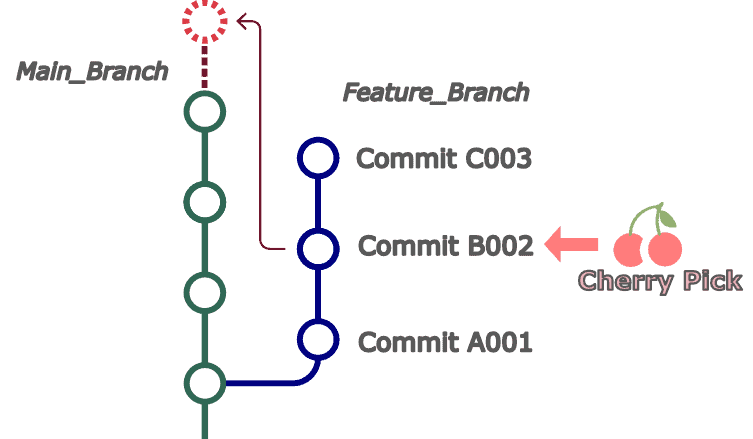 Main_Branch
Feature_Branch
Commit C003
Commit B002
Cherry Pick
Commit A001